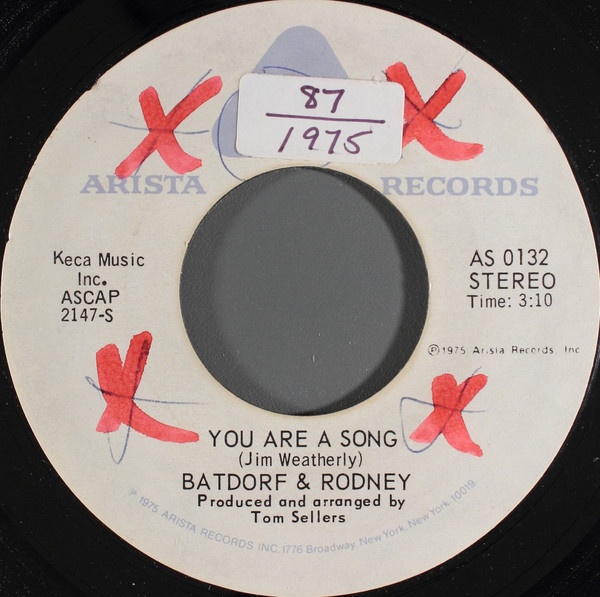 87
1975
ARISTA RECORDS
Keca Music
Inc.
ASCAP
2147-S
AS 0132
STEREO
Time: 3:10
Ⓟ1975 Arista Records, Inc
YOU ARE A SONG
(Jim Weatherly)
BATDORF & RODNEY
Produced and arranged by
Tom Sellers
P 1975 ARISTA RECORDS INC. 1776 Broadway, New York, New York 10019